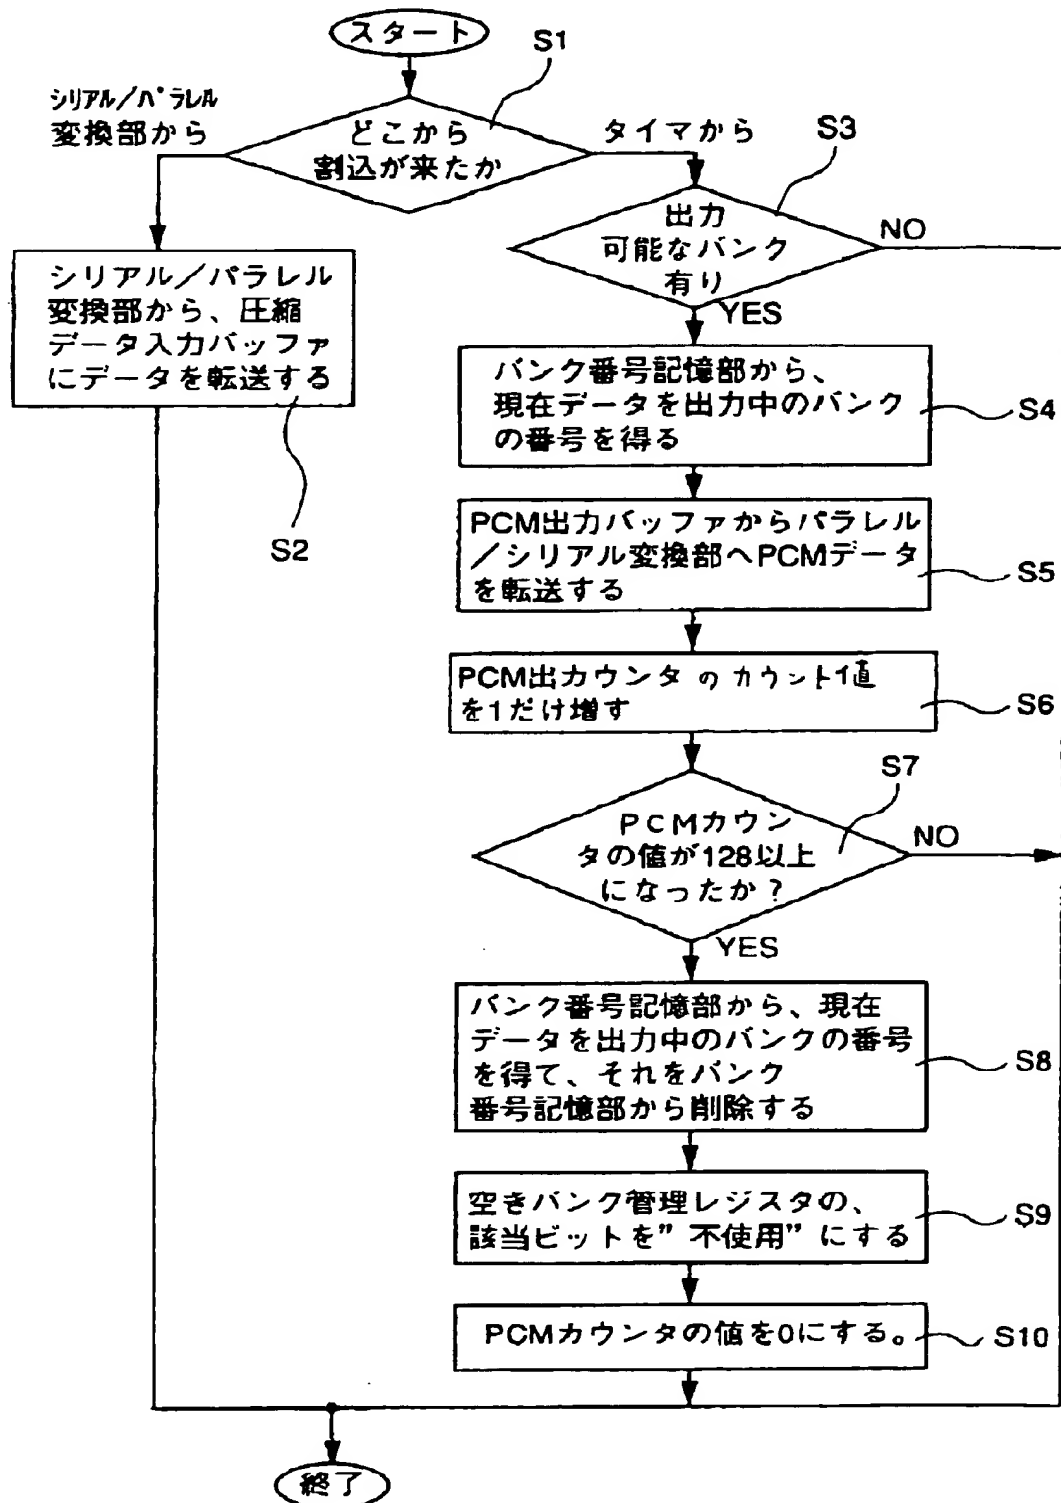 スタート
S1
シリアル/パラレル
変換部から
どこから
割込が来たか
タイマから
S3
出力
可能なバンク
有り
NO
YES
シリアル/パラレル
変換部から、圧縮
データ入力バッファ
にデータを転送する
S2
バンク番号記憶部から、
現在データを出力中のバンク
の番号を得る
S4
PCM出力バッファからパラレル
/シリアル変換部へPCMデータ
を転送する
S5
PCM出カウンタのカウント値
を1だけ増す
S6
S7
PCMカウン
タの値が128以上
になったか?
NO
YES
バンク番号記憶部から、現在
データを出力中のバンクの番号
を得て、それをバンク
番号記憶部から削除する
S8
空きバンク管理レジスタの、
該当ビットを”不使用”にする
S9
PCMカウンタの値を0にする。
S10
終了